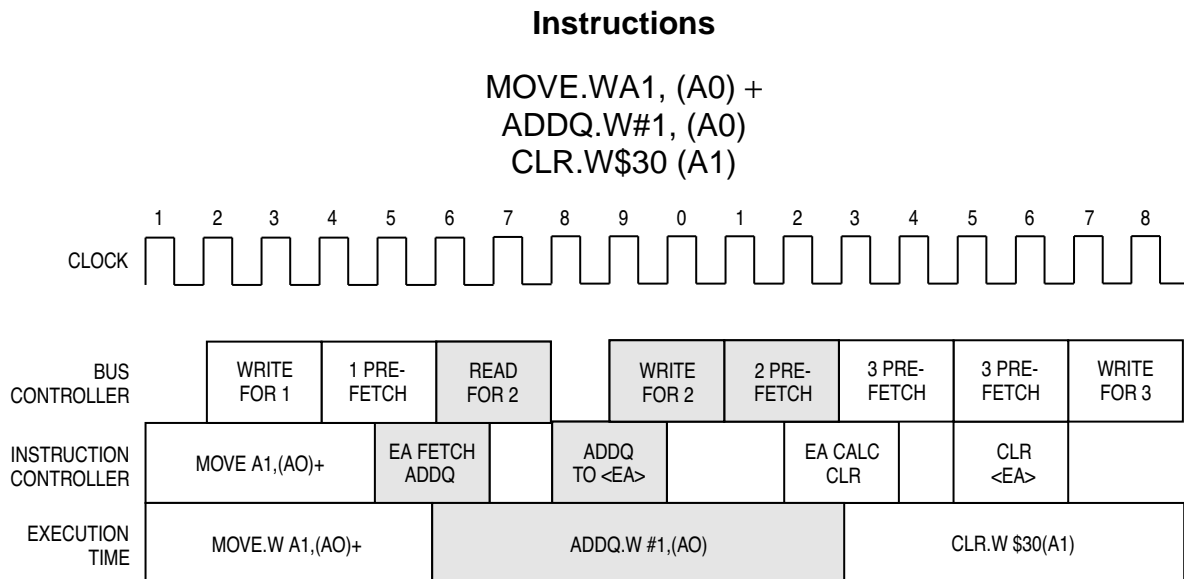 Instructions
MOVE.WA1, (A0) +
ADDQ.W#1, (A0)
CLR.W$30 (A1)
1 2 3 4 5 6 7 8 9 0 1 2 3 4 5 6 7 8
CLOCK
BUS
CONTROLLER
WRITE
FOR 1
1 PRE-
FETCH
READ
FOR 2
WRITE
FOR 2
2 PRE-
FETCH
3 PRE-
FETCH
3 PRE-
FETCH
WRITE
FOR 3
INSTRUCTION
CONTROLLER
MOVE A1,(AO)+
EA FETCH
ADDQ
ADDQ
TO <EA>
EA CALC
CLR
CLR
<EA>
EXECUTION
TIME
MOVE.W A1,(AO)+
ADDQ.W #1,(AO)
CLR.W $30(A1)